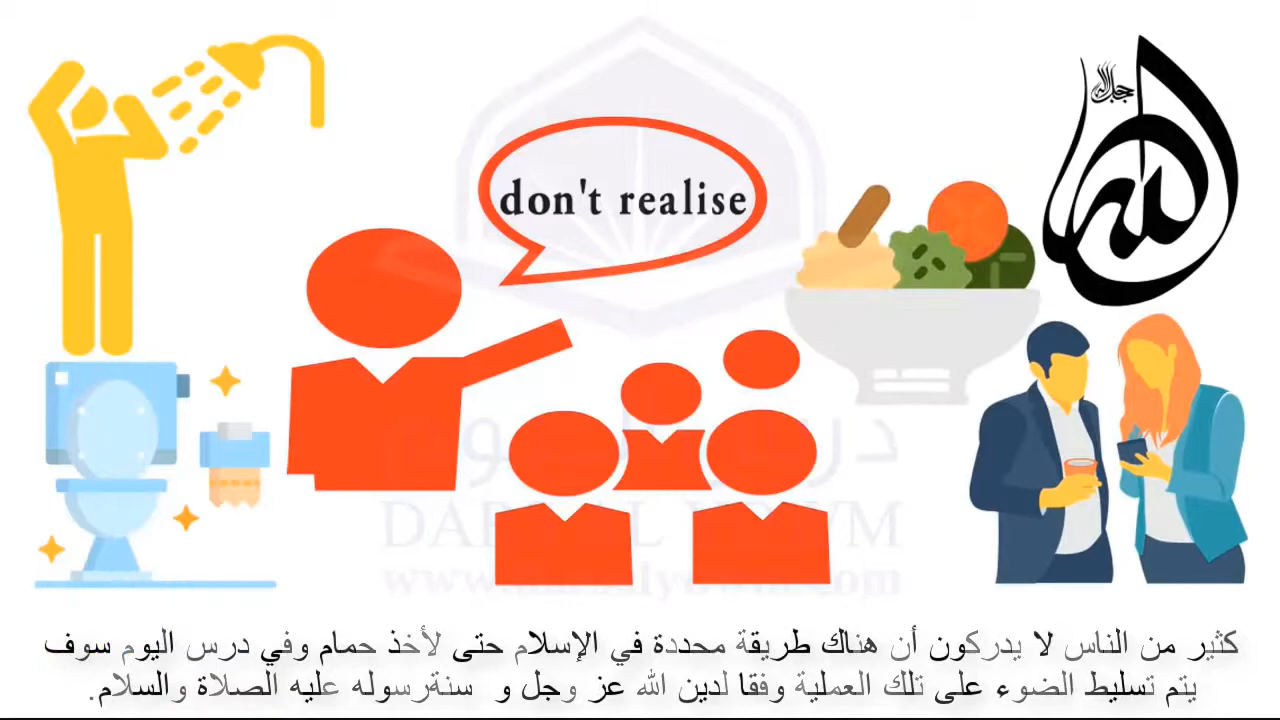 جل جلاله
الله
don't realise
كثير من الناس لا يدركون أن هناك طريقة محددة في الإسلام حتى لأخذ حمام وفي درس اليوم سوف
يتم تسليط الضوء على تلك العملية وفقا لدين الله عز وجل و سنةرسوله عليه الصلاة والسلام.